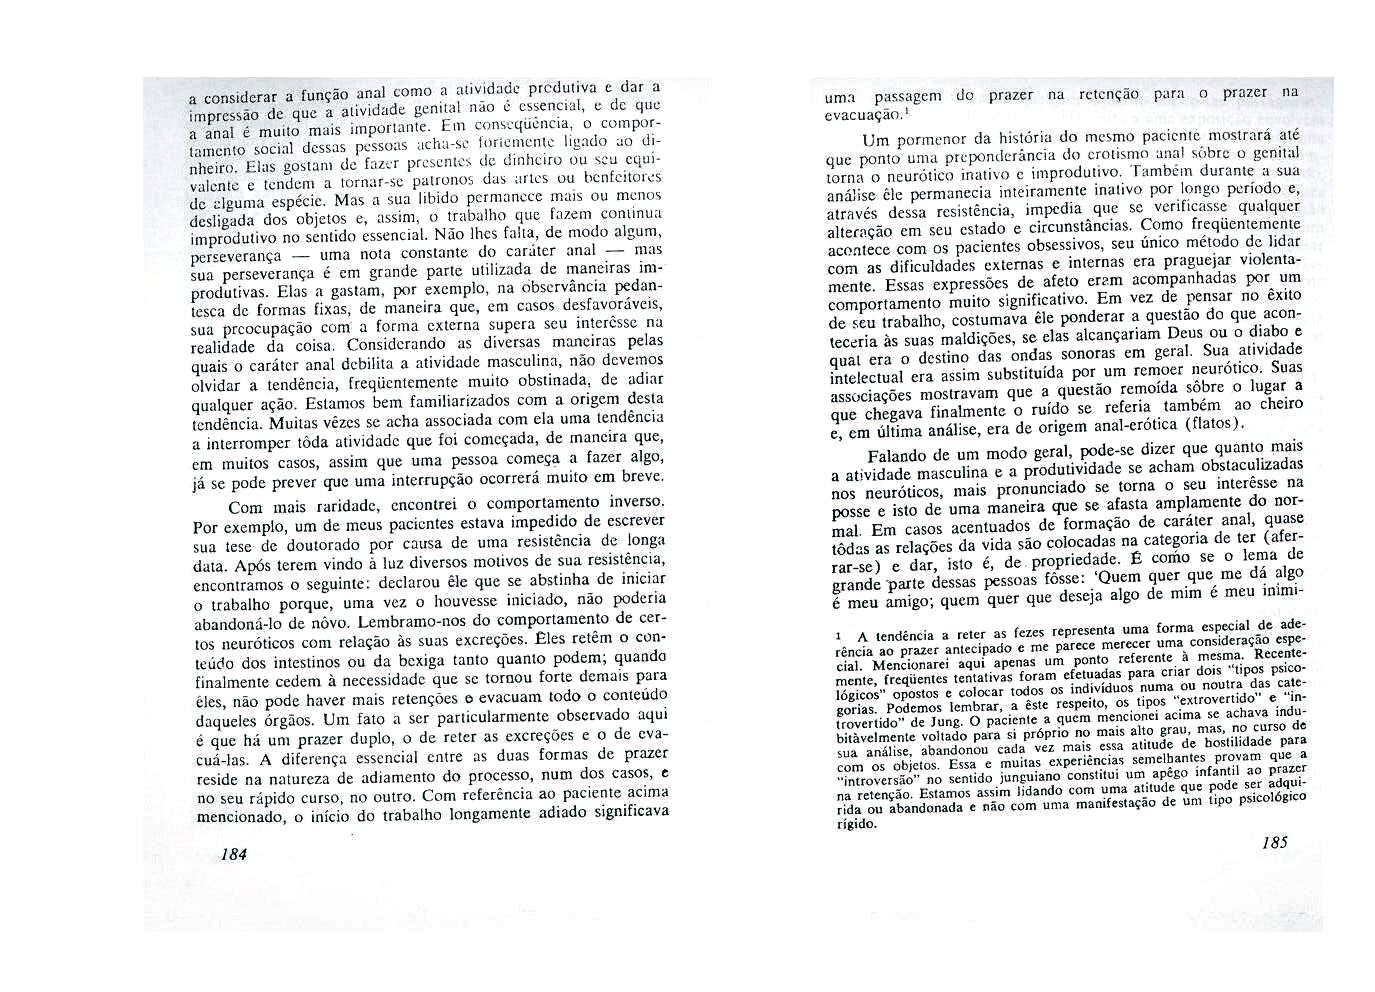 a considerar a função anal como a atividade prcdutiva e dar a
impressão de que a atividade genital não é essencial, e de que
a anal é muito mais importante. Em conseqüência, o compor-
tamento social dessas pessoas acha-se fortemente ligado ao di-
nheiro. Elas gostam de fazer presentes de dinheiro ou seu equi-
valente e tendem a tornar-se patronos das artes ou benfeitores
de alguma espécie. Mas a sua libido permanece mais ou menos
desligada dos objetos e, assim, o trabalho que fazem continua
improdutivo no sentido essencial. Não lhes falta, de modo algum,
perseverança — uma nota constante do caráter anal — mas
sua perseverança é em grande parte utilizada de maneiras im-
produtivas. Elas a gastam, por exemplo, na observância pedan-
tesca de formas fixas, de maneira que, em casos desfavoráveis,
sua preocupação com a forma externa supera seu interêsse na
realidade da coisa. Considerando as diversas maneiras pelas
quais o caráter anal debilita a atividade masculina, não devemos
olvidar a tendência, freqüentemente muito obstinada, de adiar
qualquer ação. Estamos bem familiarizados com a origem desta
tendência. Muitas vêzes se acha associada com ela uma tendência
a interromper tôda atividade que foi começada, de maneira que,
em muitos casos, assim que uma pessoa começa a fazer algo,
já se pode prever que uma interrupção ocorrerá muito em breve.
Com mais raridade, encontrei o comportamento inverso.
Por exemplo, um de meus pacientes estava impedido de escrever
sua tese de doutorado por causa de uma resistência de longa
data. Após terem vindo à luz diversos motivos de sua resistência,
encontramos o seguinte: declarou êle que se abstinha de iniciar
o trabalho porque, uma vez o houvesse iniciado, não poderia
abandoná-lo de nôvo. Lembramo-nos do comportamento de cer-
tos neuróticos com relação às suas excreções. Êles retêm o con-
teúdo dos intestinos ou da bexiga tanto quanto podem; quando
finalmente cedem à necessidade que se tornou forte demais para
êles, não pode haver mais retenções e evacuam todo o conteúdo
daqueles órgãos. Um fato a ser particularmente observado aqui
é que há um prazer duplo, o de reter as excreções e o de eva-
cuá-las. A diferença essencial entre as duas formas de prazer
reside na natureza de adiamento do processo, num dos casos, e
no seu rápido curso, no outro. Com referência ao paciente acima
mencionado, o início do trabalho longamente adiado significava
184
uma passagem do prazer na retenção para o prazer na
evacuação.¹
Um pormenor da história do mesmo paciente mostrará até
que ponto uma preponderância do erotismo anal sôbre o genital
torna o neurótico inativo e improdutivo. Também durante a sua
análise êle permanecia inteiramente inativo por longo período e,
através dessa resistência, impedia que se verificasse qualquer
alteração em seu estado e circunstâncias. Como freqüentemente
acontece com os pacientes obsessivos, seu único método de lidar
com as dificuldades externas e internas era praguejar violenta-
mente. Essas expressões de afeto eram acompanhadas por um
comportamento muito significativo. Em vez de pensar no êxito
de seu trabalho, costumava êle ponderar a questão do que acon-
teceria às suas maldições, se elas alcançariam Deus ou o diabo e
qual era o destino das ondas sonoras em geral. Sua atividade
intelectual era assim substituída por um remoer neurótico. Suas
associações mostravam que a questão remoída sôbre o lugar a
que chegava finalmente o ruído se referia também ao cheiro
e, em última análise, era de origem anal-erótica (flatos).
Falando de um modo geral, pode-se dizer que quanto mais
a atividade masculina e a produtividade se acham obstaculizadas
nos neuróticos, mais pronunciado se torna o seu interêsse na
posse e isto de uma maneira que se afasta amplamente do nor-
mal. Em casos acentuados de formação de caráter anal, quase
tôdas as relações da vida são colocadas na categoria de ter (afer-
rar-se) e dar, isto é, de propriedade. É como se o lema de
grande parte dessas pessoas fôsse: ‘Quem quer que me dá algo
é meu amigo; quem quer que deseja algo de mim é meu inimi-
¹ A tendência a reter as fezes representa uma forma especial de ade-
rência ao prazer antecipado e me parece merecer uma consideração espe-
cial. Mencionarei aqui apenas um ponto referente à mesma. Recente-
mente, freqüentes tentativas foram efetuadas para criar dois “tipos psico-
lógicos” opostos e colocar todos os indivíduos numa ou noutra das cate-
gorias. Podemos lembrar, a êste respeito, os tipos “extrovertido” e “in-
trovertido” de Jung. O paciente a quem mencionei acima se achava indu-
bitàvelmente voltado para si próprio no mais alto grau, mas, no curso de
sua análise, abandonou cada vez mais essa atitude de hostilidade para
com os objetos. Essa e muitas experiências semelhantes provam que a
“introversão” no sentido junguiano constitui um apêgo infantil ao prazer
na retenção. Estamos assim lidando com uma atitude que pode ser adqui-
rida ou abandonada e não com uma manifestação de um tipo psicológico
rígido.
185